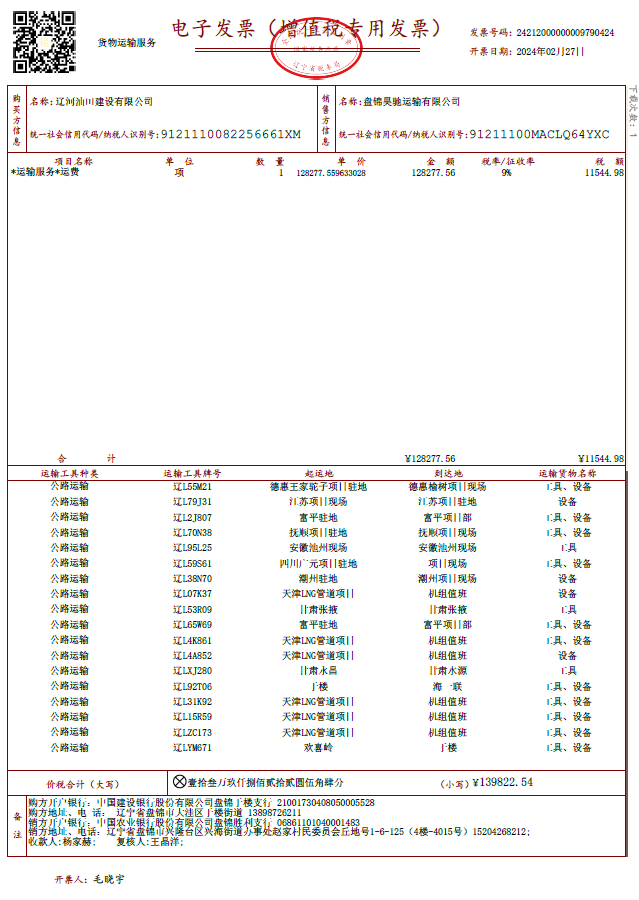 电子发票（增值税专用发票）
货物运输服务
发票号码：24212000000009790424
开票日期：2024年02月27日
辽宁省税务局
下载次数：1
购买方信息
名称：辽河油田建设有限公司
统一社会信用代码/纳税人识别号：9121110082256661XM
销售方信息
名称：盘锦昊驰运输有限公司
统一社会信用代码/纳税人识别号：91211100MACLQ64YXC
项目名称 单 位 数 量 单 价 金 额 税率/征收率 税 额
*运输服务*运费 项 1 128277.559633028 128277.56 9% 11544.98
合 计 ¥128277.56 ¥11544.98
运输工具种类 运输工具牌号 起运地 到达地 运输货物名称
公路运输 辽L55M21 德惠王家坨子项目驻地 德惠榆树项目现场 工具、设备
公路运输 辽L79J31 江苏项目现场 江苏项目驻地 设备
公路运输 辽L2J807 富平驻地 富平项目部 工具、设备
公路运输 辽L70N38 抚顺项目驻地 抚顺项目现场 工具、设备
公路运输 辽L95L25 安徽池州现场 安徽池州现场 工具
公路运输 辽L59S61 四川广元项目驻地 项目现场 工具、设备
公路运输 辽L38N70 潮州驻地 潮州项目现场 设备
公路运输 辽L07K37 天津LNG管道项目 机组值班 设备
公路运输 辽L53R09 甘肃张掖 甘肃张掖 工具
公路运输 辽L65W69 富平驻地 富平项目部 工具、设备
公路运输 辽L4K861 天津LNG管道项目 机组值班 工具、设备
公路运输 辽L4A852 天津LNG管道项目 机组值班 设备
公路运输 辽LXJ280 甘肃永昌 甘肃永源 工具
公路运输 辽L92T06 于楼 海一联 工具、设备
公路运输 辽L31K92 天津LNG管道项目 机组值班 工具、设备
公路运输 辽L15R59 天津LNG管道项目 机组值班 工具、设备
公路运输 辽LZC173 天津LNG管道项目 机组值班 工具、设备
公路运输 辽LYM671 欢喜岭 于楼 工具、设备
价税合计（大写） ⊗壹拾叁万玖仟捌佰贰拾贰圆伍角肆分 （小写）¥139822.54
备注
购方开户银行：中国建设银行股份有限公司盘锦于楼支行 21001730408050005528
购方地址、电 话： 辽宁省盘锦市大洼区于楼街道 13898726211
销方开户银行：中国农业银行股份有限公司盘锦胜利支行 06861101040001483
销方地址、电话：辽宁省盘锦市兴隆台区兴海街道办事处赵家村民委员会丘地号1-6-125（4楼-4015号）15204268212;
收款人:杨家赫; 复核人:王晶洋;
开票人：毛晓宇